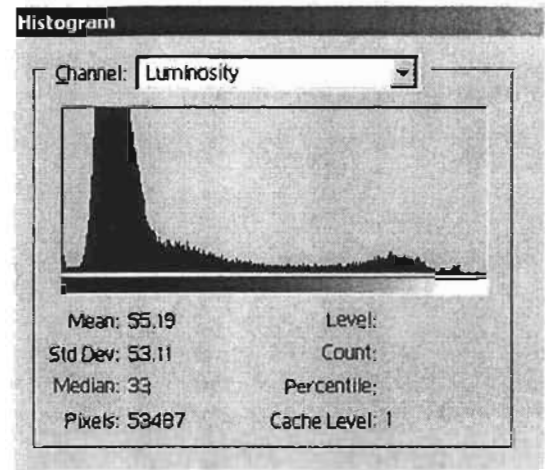 Histogram
Channel: Luminosity
Mean: 55.19 Level:
Std Dev: 53.11 Count:
Median: 33 Percentile:
Pixels: 53487 Cache Level: 1